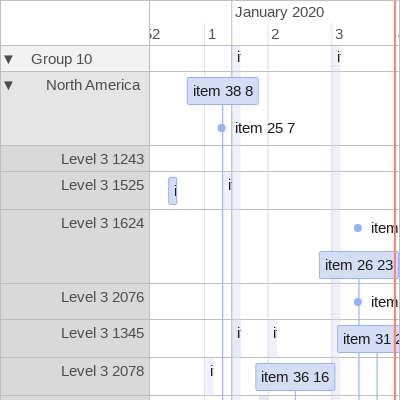 January 2020
52 1 2 3
▼ Group 10 i i
▼ North America item 38 8
item 25 7
Level 3 1243
Level 3 1525 i i
Level 3 1624 item
item 26 23
Level 3 2076 item
Level 3 1345 i i item 31 2
Level 3 2078 i item 36 16